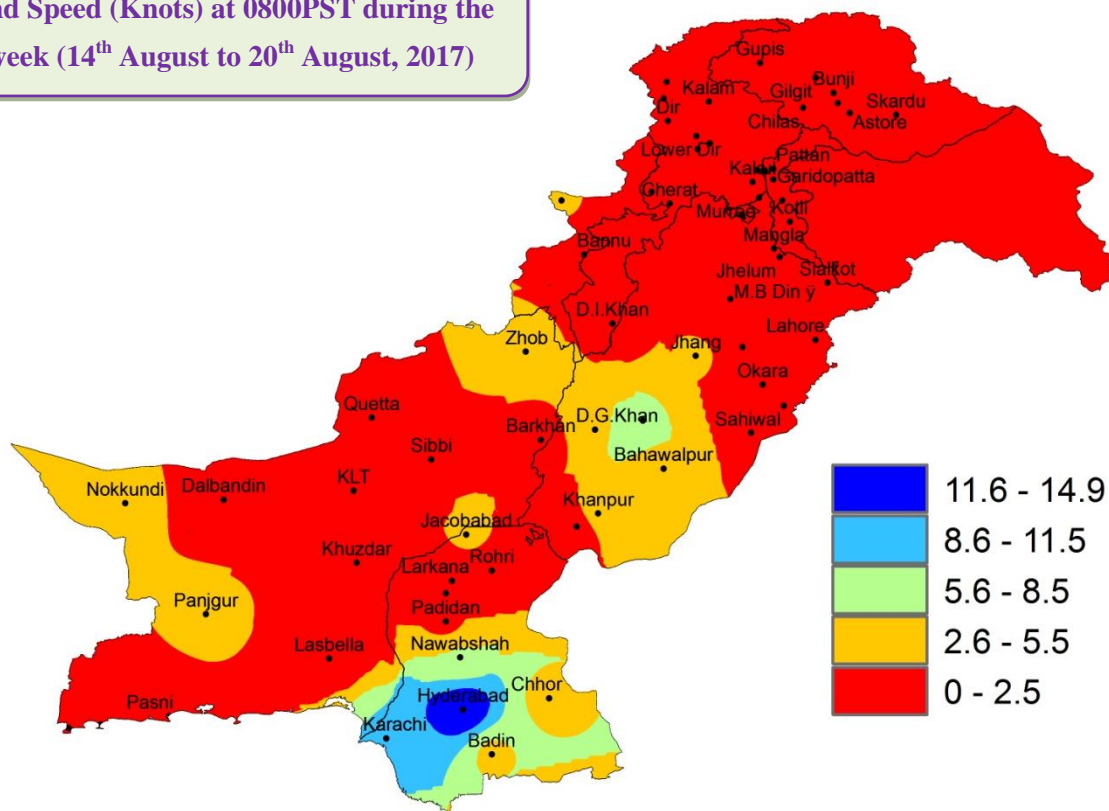 nd Speed (Knots) at 0800PST during the
week (14th August to 20th August, 2017)
Gupis
Bunji
Gilgit
Skardu
Kalam
Astore
Chilas
Dir
Lower Dir
Pattan
Garidopatta
Cherat
Murree
Kotli
Bannu
Mangla
Jhelum
Sialkot
M.B Din ÿ
D.I.Khan
Lahore
Zhob
Jhang
Okara
Quetta
D.G.Khan
Sahiwal
Barkhan
Sibbi
Bahawalpur
Nokkundi
Dalbandin
KLT
Khanpur
Jacobabad
Khuzdar
Rohri
Larkana
Panjgur
Padidan
Lasbella
Nawabshah
Pasni
Hyderabad
Chhor
Karachi
Badin
11.6 - 14.9
8.6 - 11.5
5.6 - 8.5
2.6 - 5.5
0 - 2.5